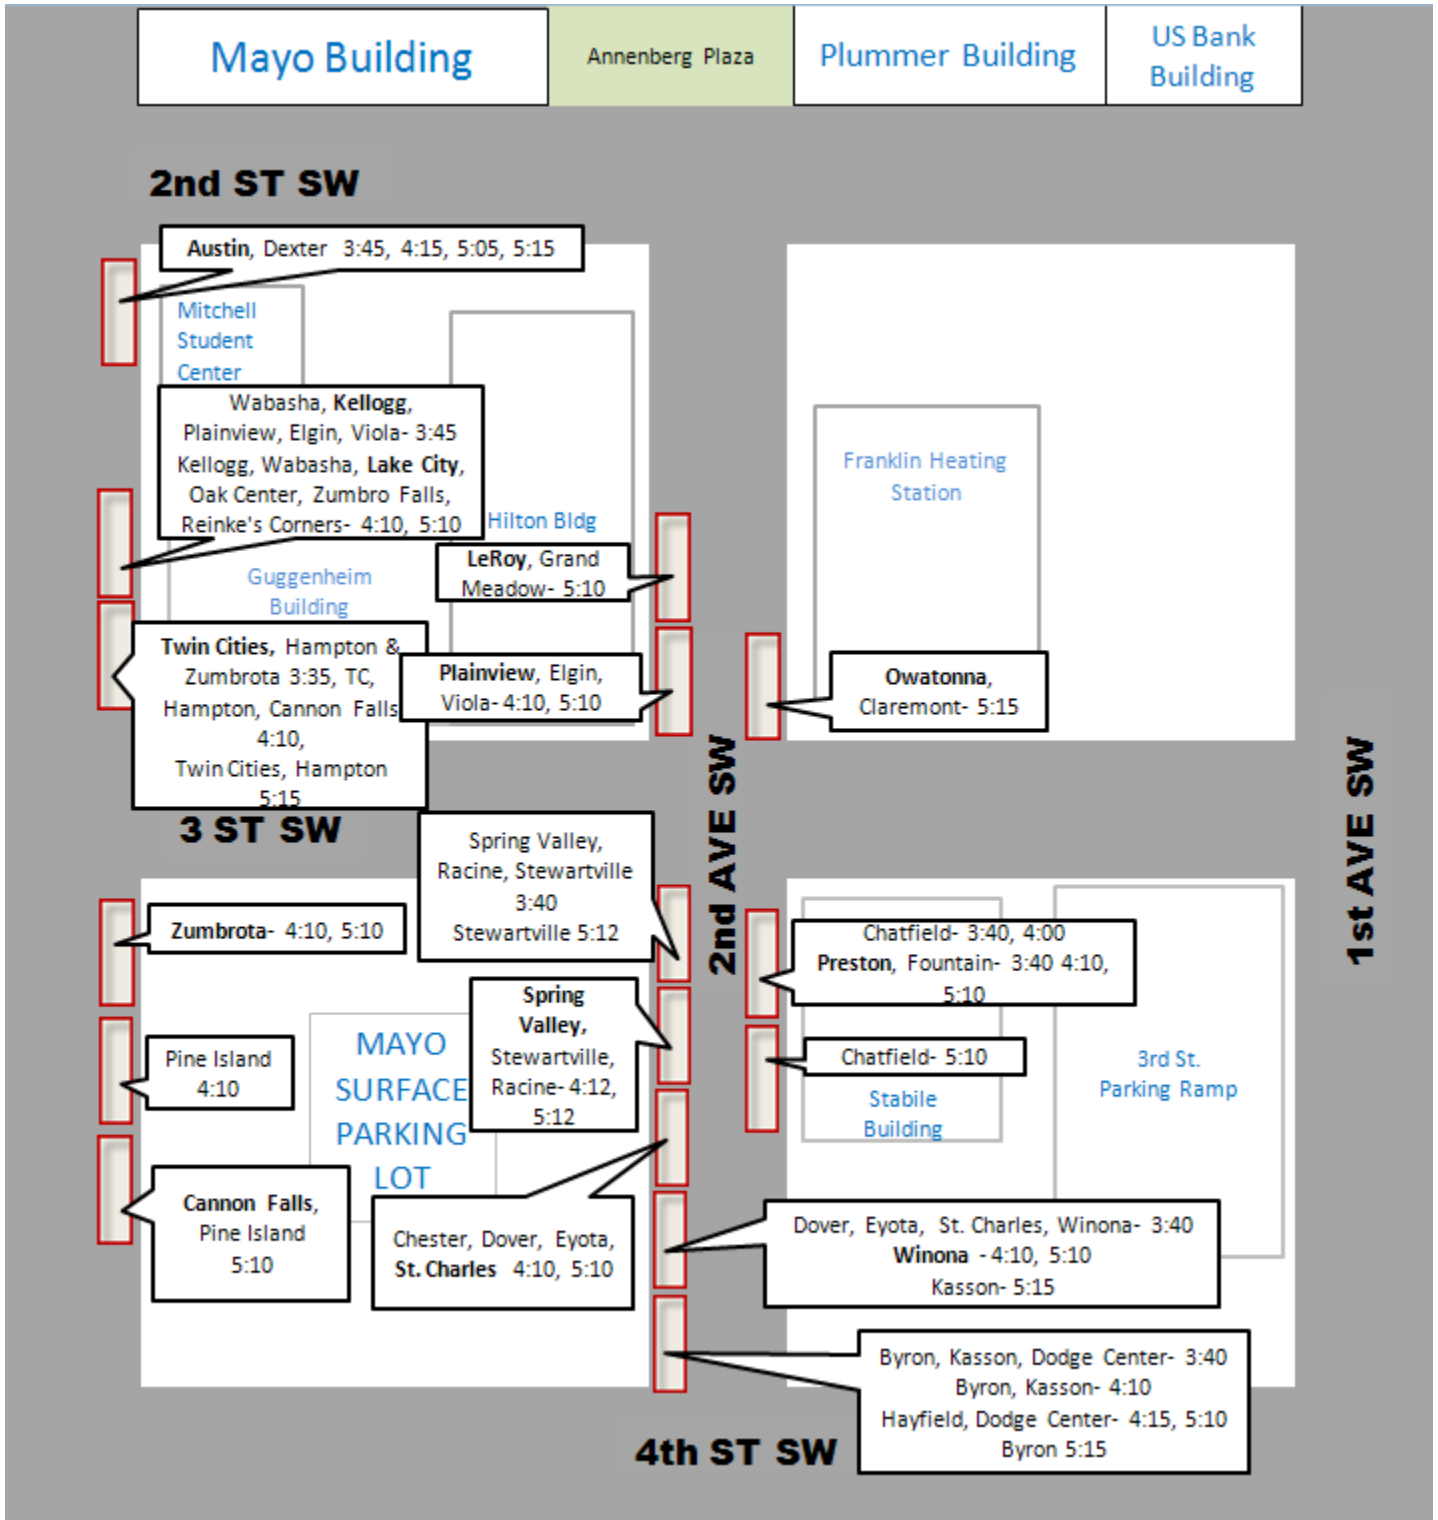 Mayo Building
Annenberg Plaza
Plummer Building
US Bank
Building
2nd ST SW
Austin, Dexter 3:45, 4:15, 5:05, 5:15
Mitchell
Student
Center
Wabasha, Kellogg,
Plainview, Elgin, Viola- 3:45
Kellogg, Wabasha, Lake City,
Oak Center, Zumbro Falls,
Reinke's Corners- 4:10, 5:10
Hilton Bldg
Franklin Heating
Station
LeRoy, Grand
Meadow- 5:10
Guggenheim
Building
Twin Cities, Hampton &
Zumbrota 3:35, TC,
Hampton, Cannon Falls
4:10,
Twin Cities, Hampton
5:15
Plainview, Elgin,
Viola- 4:10, 5:10
Owatonna,
Claremont- 5:15
2nd AVE SW
1st AVE SW
3 ST SW
Spring Valley,
Racine, Stewartville
3:40
Stewartville 5:12
Zumbrota- 4:10, 5:10
Chatfield- 3:40, 4:00
Preston, Fountain- 3:40 4:10,
5:10
Spring
Valley,
Stewartville,
Racine- 4:12,
5:12
Pine Island
4:10
MAYO
SURFACE
PARKING
LOT
Chatfield- 5:10
Stabile
Building
3rd St.
Parking Ramp
Cannon Falls,
Pine Island
5:10
Chester, Dover, Eyota,
St. Charles 4:10, 5:10
Dover, Eyota, St. Charles, Winona- 3:40
Winona - 4:10, 5:10
Kasson- 5:15
Byron, Kasson, Dodge Center- 3:40
Byron, Kasson- 4:10
Hayfield, Dodge Center- 4:15, 5:10
Byron 5:15
4th ST SW